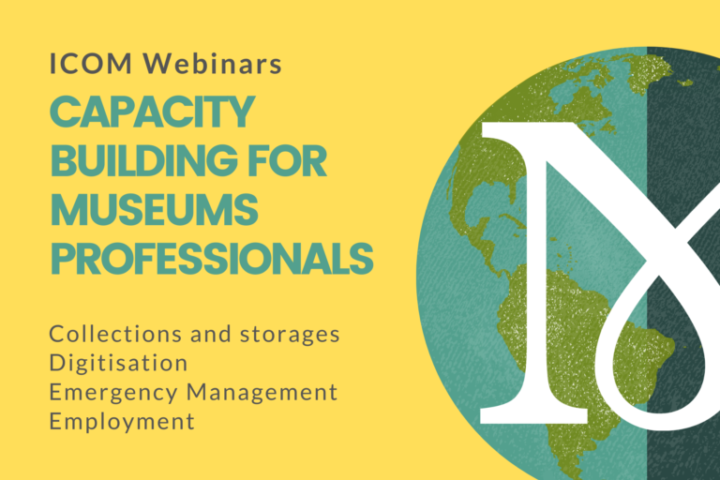 ICOM Webinars
CAPACITY
BUILDING FOR
MUSEUMS
PROFESSIONALS
Collections and storages
Digitisation
Emergency Management
Employment